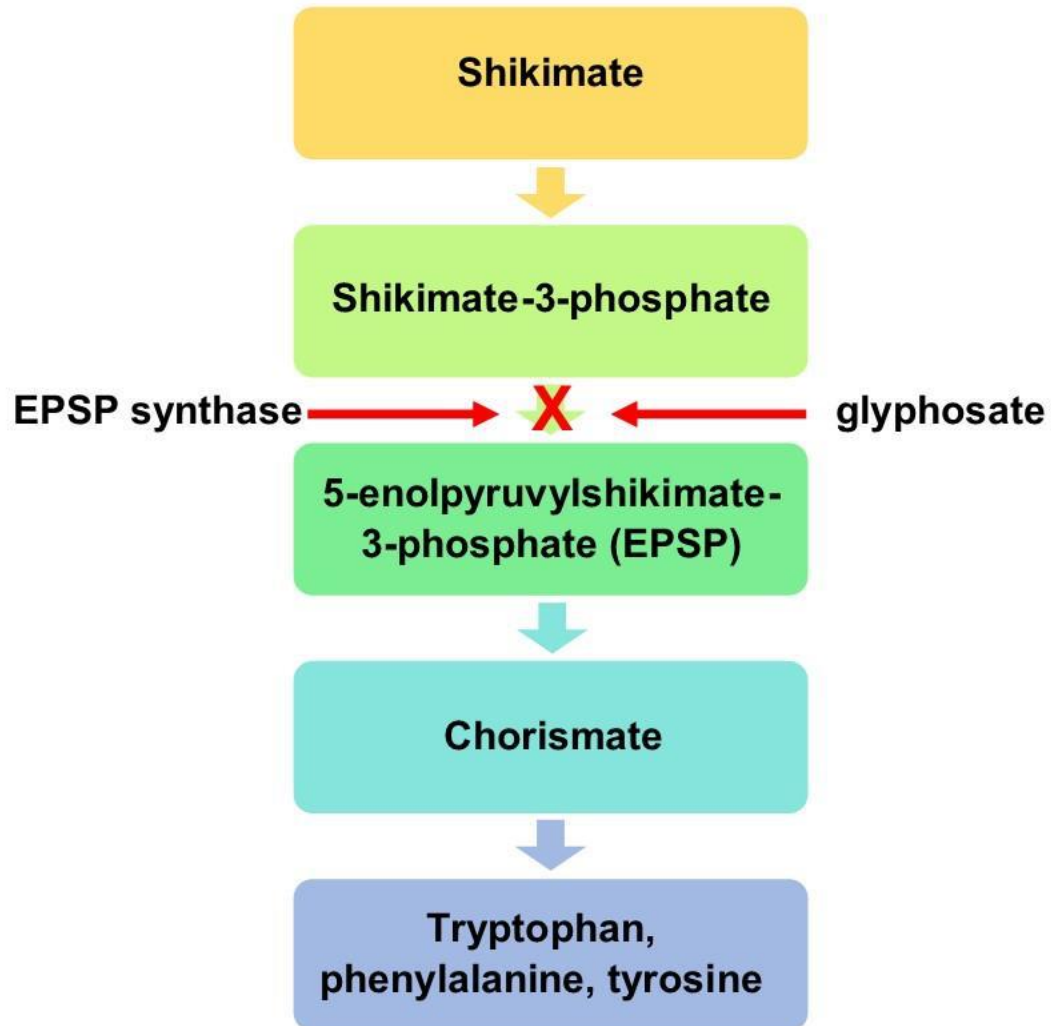 Shikimate
Shikimate-3-phosphate
EPSP synthase
X
glyphosate
5-enolpyruvylshikimate-
3-phosphate (EPSP)
Chorismate
Tryptophan,
phenylalanine, tyrosine